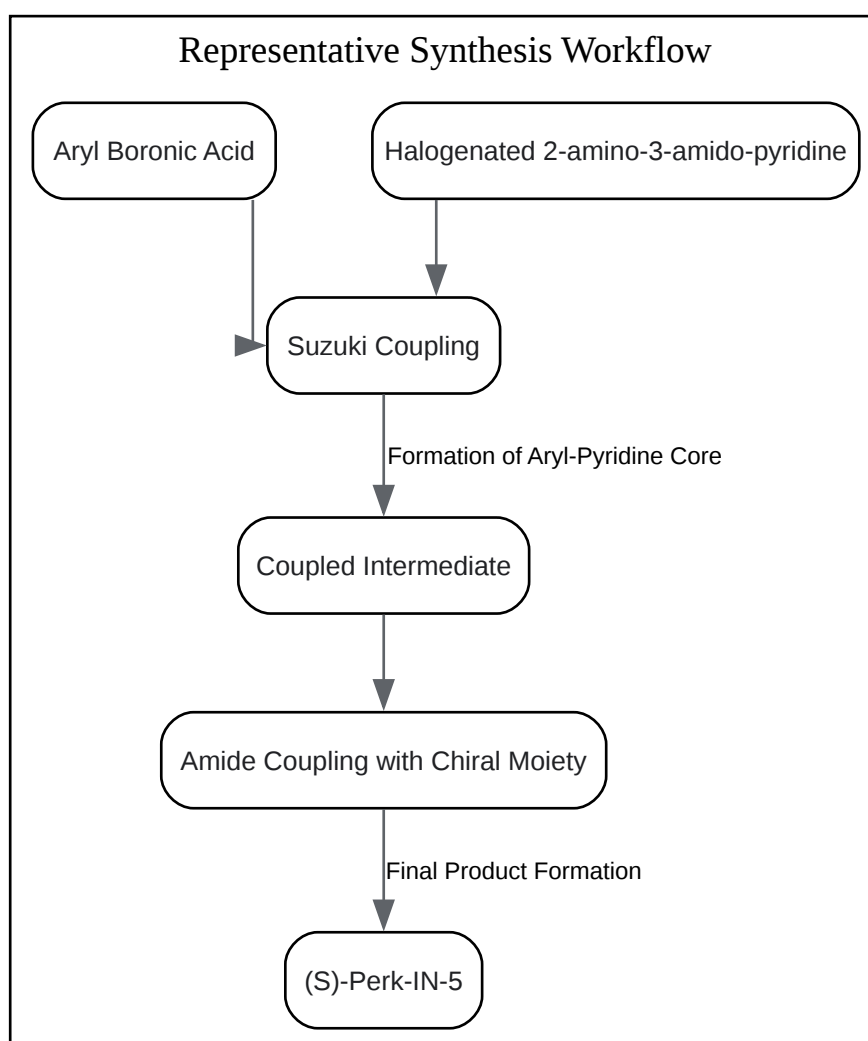 Representative Synthesis Workflow
Aryl Boronic Acid
Halogenated 2-amino-3-amido-pyridine
Suzuki Coupling
Formation of Aryl-Pyridine Core
Coupled Intermediate
Amide Coupling with Chiral Moiety
Final Product Formation
(S)-Perk-IN-5